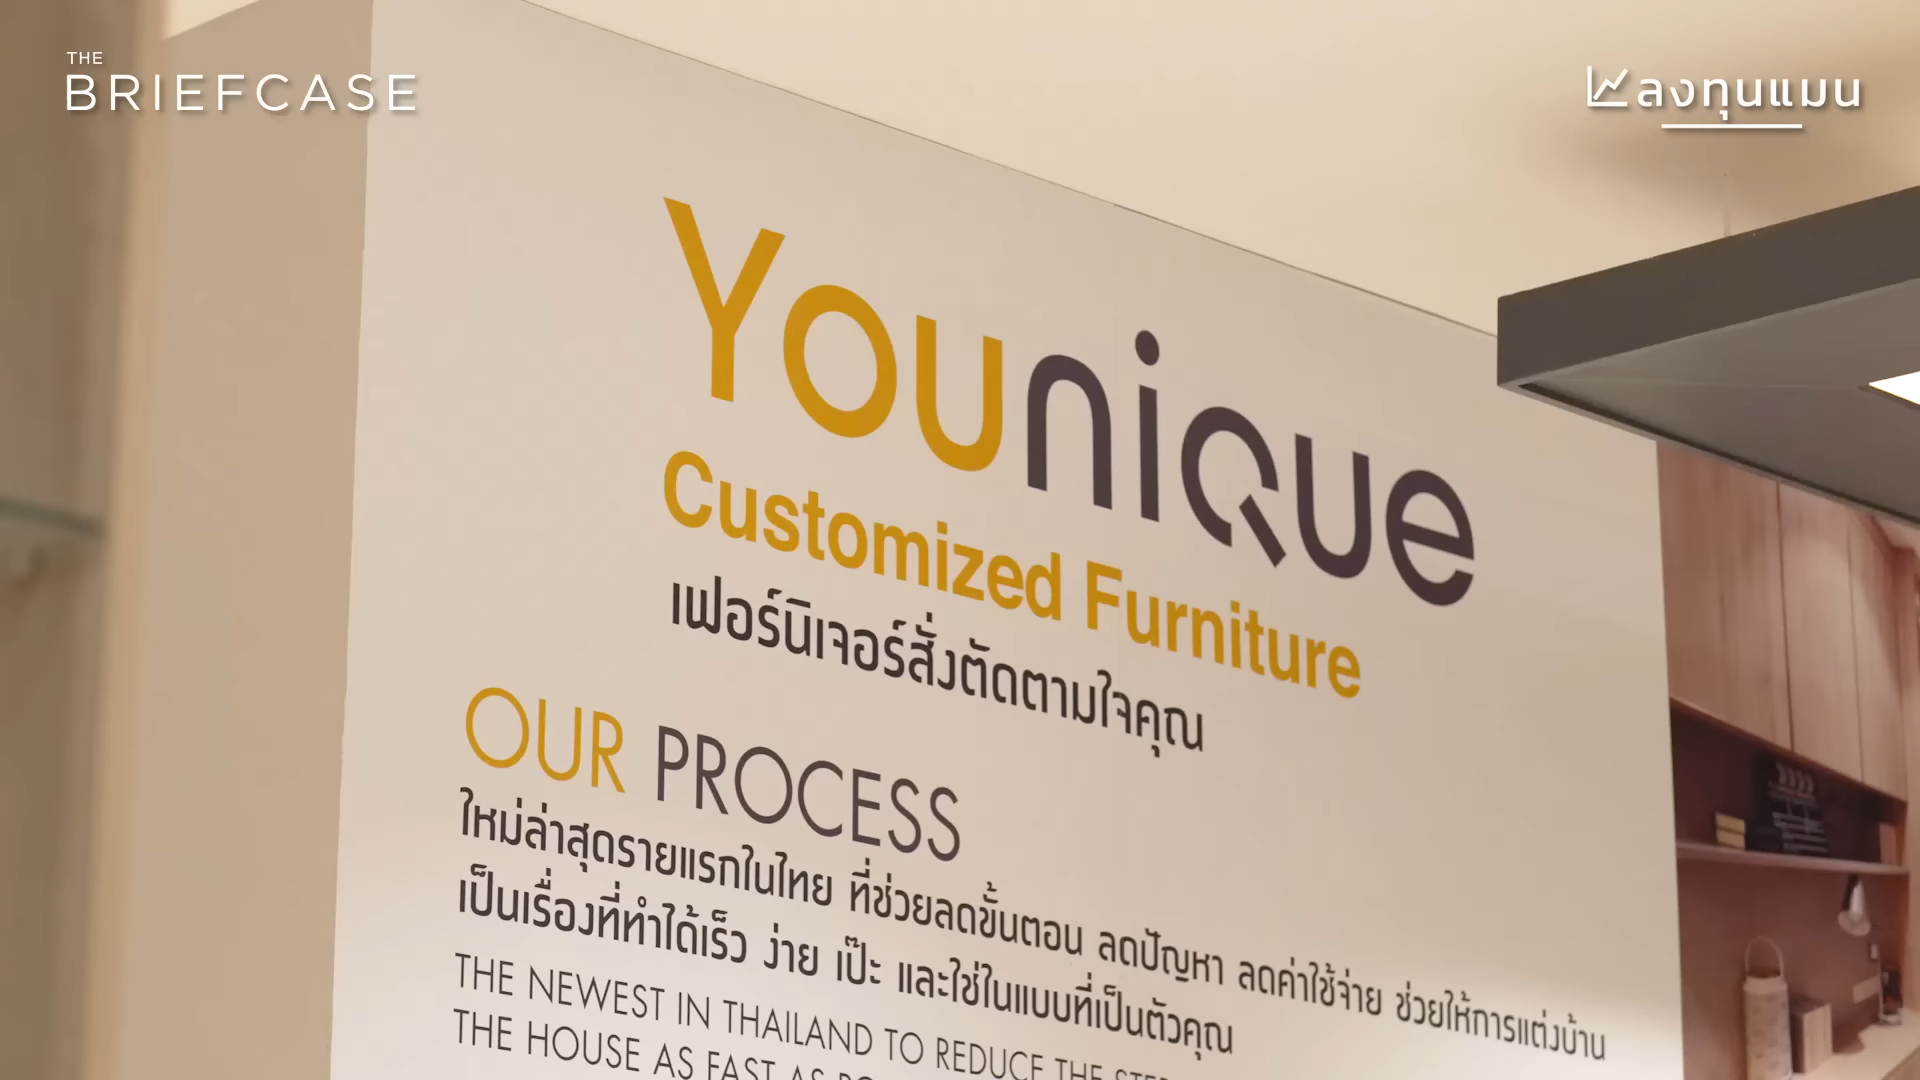 THE
BRIEFCASE
ลงทุนแมน
Younique
Customized Furniture
เฟอร์นิเจอร์สั่งตัดตามใจคุณ
OUR PROCESS
ใหม่ล่าสุดรายแรกในไทย ที่ช่วยลดขั้นตอน ลดปัญหา ลดค่าใช้จ่าย ช่วยให้การแต่งบ้าน
เป็นเรื่องที่ทำได้เร็ว ง่าย เป๊ะ และใช่ในแบบที่เป็นตัวคุณ
THE NEWEST IN THAILAND TO REDUCE THE
THE HOUSE AS FAST AS